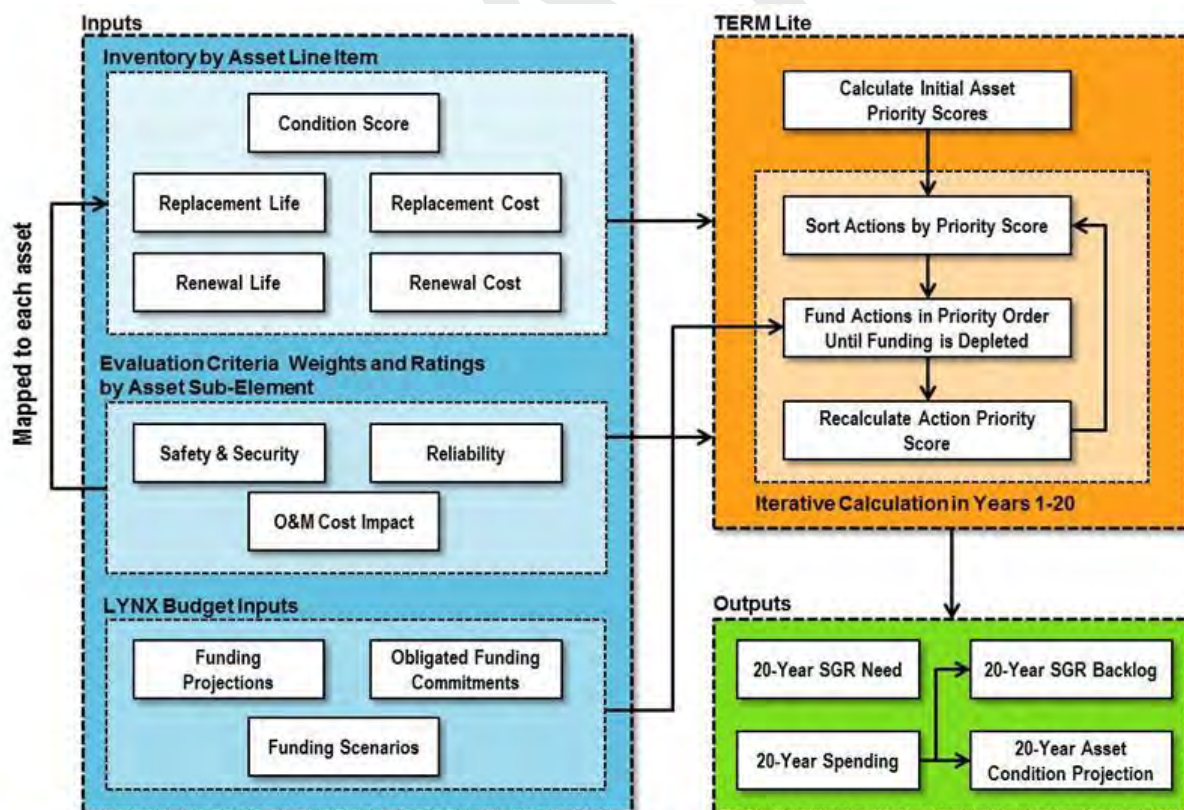 Inputs
Inventory by Asset Line Item
Condition Score
Replacement Life
Replacement Cost
Renewal Life
Renewal Cost
Mapped to each asset
Evaluation Criteria Weights and Ratings
by Asset Sub-Element
Safety & Security
Reliability
O&M Cost Impact
LYNX Budget Inputs
Funding
Projections
Obligated Funding
Commitments
Funding Scenarios
TERM Lite
Calculate Initial Asset
Priority Scores
Sort Actions by Priority Score
Fund Actions in Priority Order
Until Funding is Depleted
Recalculate Action Priority
Score
Iterative Calculation in Years 1-20
Outputs
20-Year SGR Need
20-Year SGR Backlog
20-Year Spending
20-Year Asset
Condition Projection